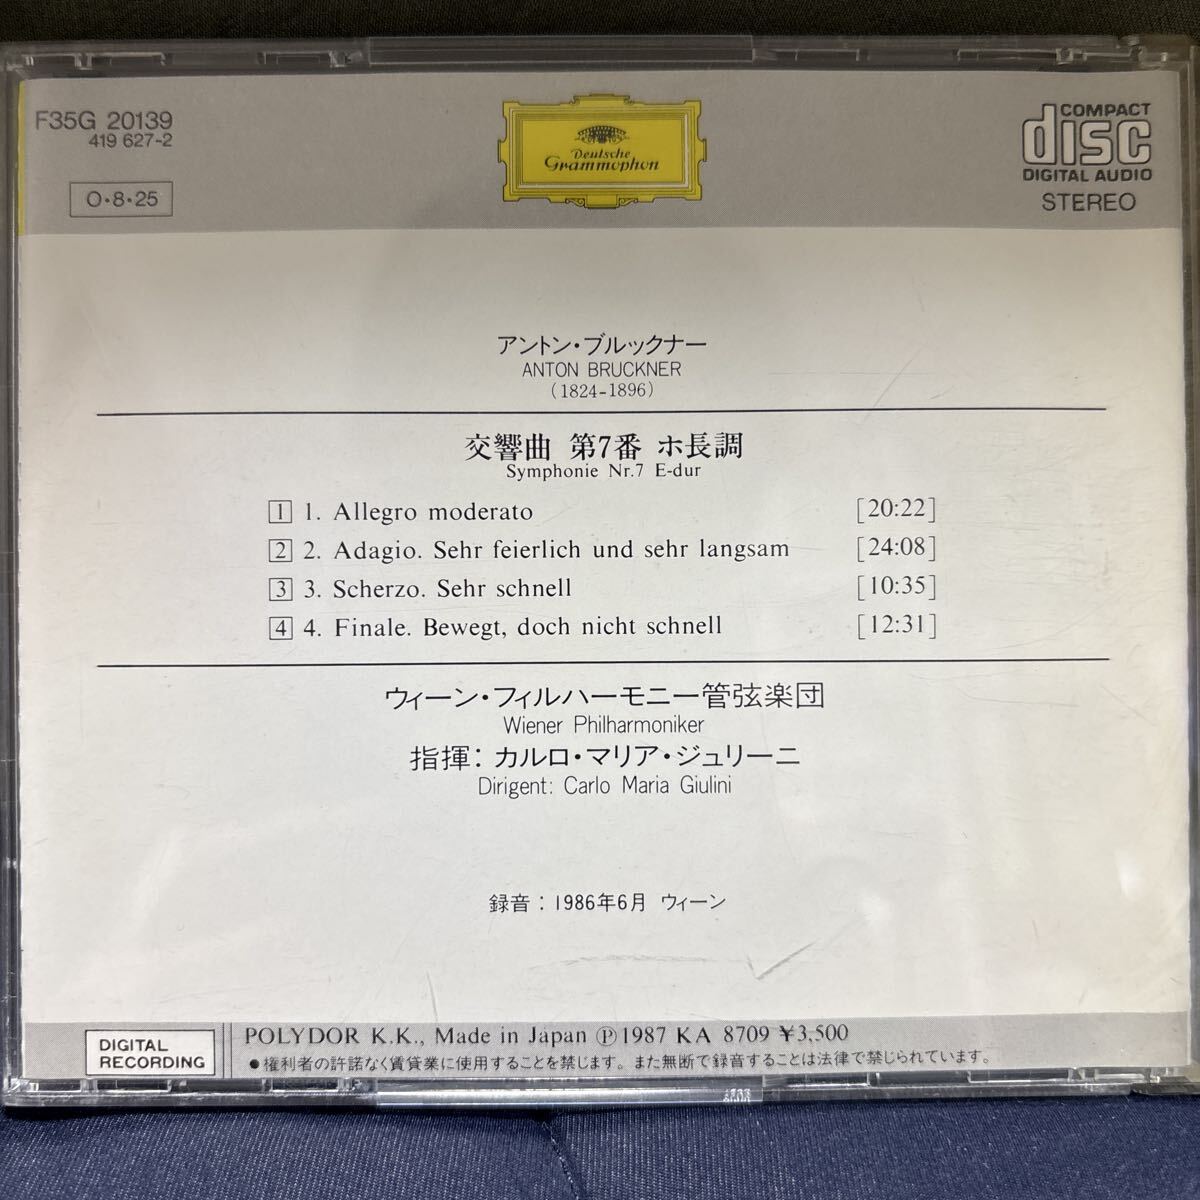 F35G 20139
419 627-2
O・8・25
Deutsche
Grammophon
COMPACT
disc
DIGITAL AUDIO
STEREO
アントン・ブルックナー
ANTON BRUCKNER
(1824-1896)
交響曲 第7番 ホ長調
Symphonie Nr.7 E-dur
1 1. Allegro moderato [20:22]
2 2. Adagio. Sehr feierlich und sehr langsam [24:08]
3 3. Scherzo. Sehr schnell [10:35]
4 4. Finale. Bewegt, doch nicht schnell [12:31]
ウィーン・フィルハーモニー管弦楽団
Wiener Philharmoniker
指揮: カルロ・マリア・ジュリーニ
Dirigent: Carlo Maria Giulini
録音: 1986年6月 ウィーン
DIGITAL
RECORDING
POLYDOR K.K., Made in Japan Ⓟ1987 KA 8709 ¥3,500
●権利者の許諾なく賃貸業に使用することを禁じます。また無断で録音することは法律で禁じられています。